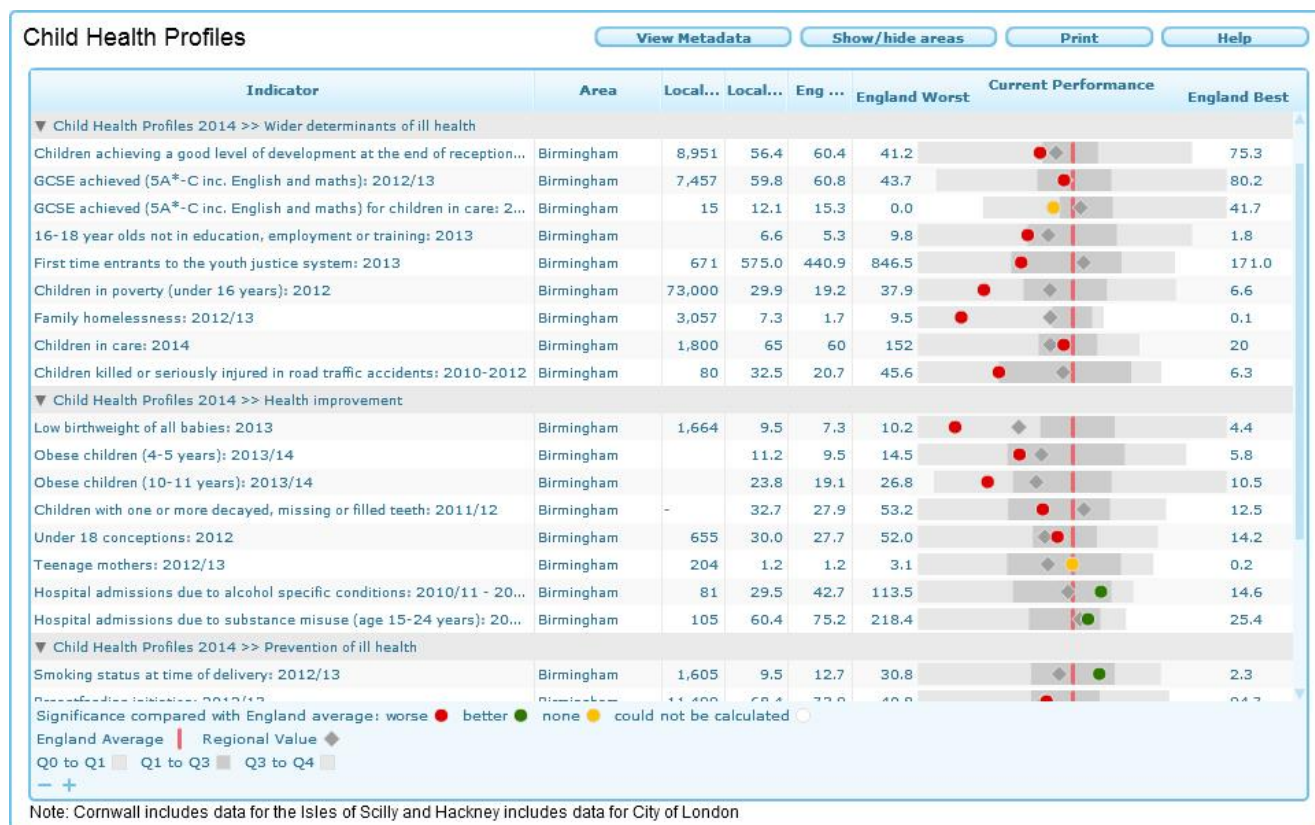 Child Health Profiles
View Metadata Show/hide areas Print Help
Indicator Area Local... Local... Eng ... England Worst Current Performance England Best
Child Health Profiles 2014 >> Wider determinants of ill health
Children achieving a good level of development at the end of reception... Birmingham 8,951 56.4 60.4 41.2 75.3
GCSE achieved (5A*-C inc. English and maths): 2012/13 Birmingham 7,457 59.8 60.8 43.7 80.2
GCSE achieved (5A*-C inc. English and maths) for children in care: 2... Birmingham 15 12.1 15.3 0.0 41.7
16-18 year olds not in education, employment or training: 2013 Birmingham 6.6 5.3 9.8 1.8
First time entrants to the youth justice system: 2013 Birmingham 671 575.0 440.9 846.5 171.0
Children in poverty (under 16 years): 2012 Birmingham 73,000 29.9 19.2 37.9 6.6
Family homelessness: 2012/13 Birmingham 3,057 7.3 1.7 9.5 0.1
Children in care: 2014 Birmingham 1,800 65 60 152 20
Children killed or seriously injured in road traffic accidents: 2010-2012 Birmingham 80 32.5 20.7 45.6 6.3
Child Health Profiles 2014 >> Health improvement
Low birthweight of all babies: 2013 Birmingham 1,664 9.5 7.3 10.2 4.4
Obese children (4-5 years): 2013/14 Birmingham 11.2 9.5 14.5 5.8
Obese children (10-11 years): 2013/14 Birmingham 23.8 19.1 26.8 10.5
Children with one or more decayed, missing or filled teeth: 2011/12 Birmingham - 32.7 27.9 53.2 12.5
Under 18 conceptions: 2012 Birmingham 655 30.0 27.7 52.0 14.2
Teenage mothers: 2012/13 Birmingham 204 1.2 1.2 3.1 0.2
Hospital admissions due to alcohol specific conditions: 2010/11 - 20... Birmingham 81 29.5 42.7 113.5 14.6
Hospital admissions due to substance misuse (age 15-24 years): 20... Birmingham 105 60.4 75.2 218.4 25.4
Child Health Profiles 2014 >> Prevention of ill health
Smoking status at time of delivery: 2012/13 Birmingham 1,605 9.5 12.7 30.8 2.3
Significance compared with England average: worse better none could not be calculated
England Average Regional Value
Q0 to Q1 Q1 to Q3 Q3 to Q4
Note: Cornwall includes data for the Isles of Scilly and Hackney includes data for City of London